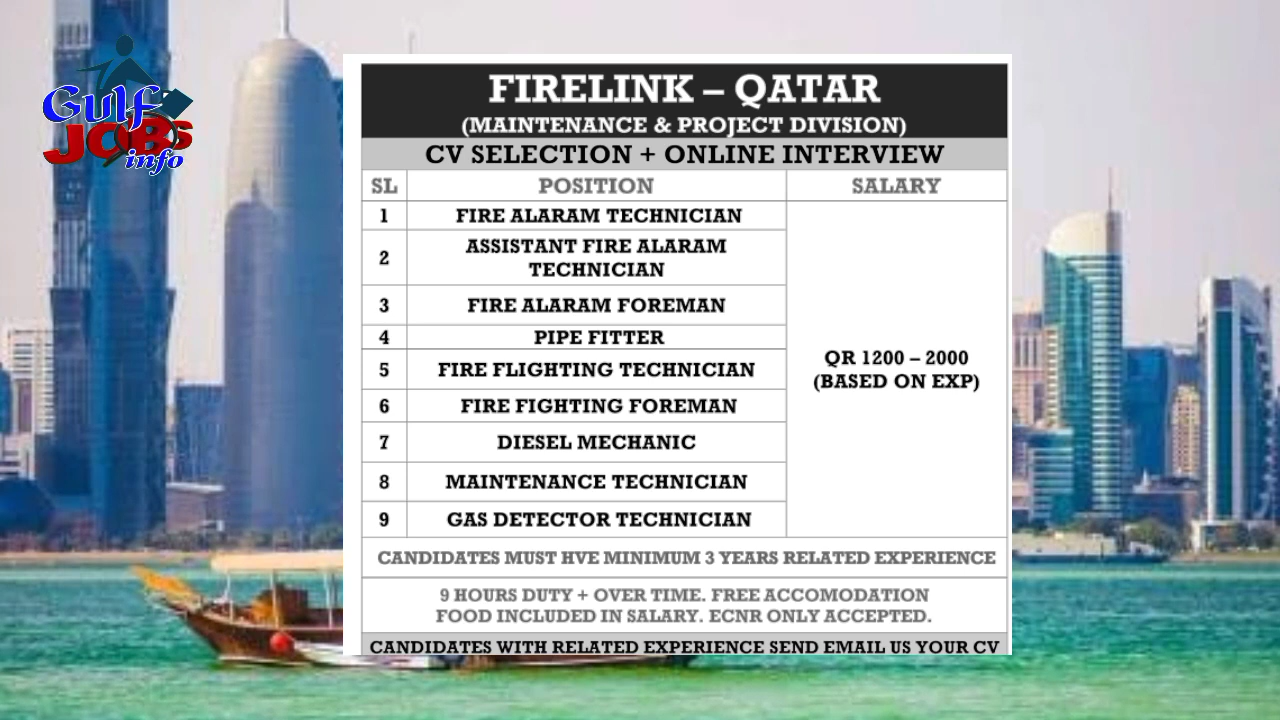 Gulf
JOBS
info
FIRELINK – QATAR
(MAINTENANCE & PROJECT DIVISION)
CV SELECTION + ONLINE INTERVIEW
SL POSITION SALARY
1 FIRE ALARAM TECHNICIAN
2 ASSISTANT FIRE ALARAM
TECHNICIAN
3 FIRE ALARAM FOREMAN
4 PIPE FITTER
5 FIRE FLIGHTING TECHNICIAN
6 FIRE FIGHTING FOREMAN
7 DIESEL MECHANIC
8 MAINTENANCE TECHNICIAN
9 GAS DETECTOR TECHNICIAN
QR 1200 – 2000
(BASED ON EXP)
CANDIDATES MUST HVE MINIMUM 3 YEARS RELATED EXPERIENCE
9 HOURS DUTY + OVER TIME. FREE ACCOMODATION
FOOD INCLUDED IN SALARY. ECNR ONLY ACCEPTED.
CANDIDATES WITH RELATED EXPERIENCE SEND EMAIL US YOUR CV